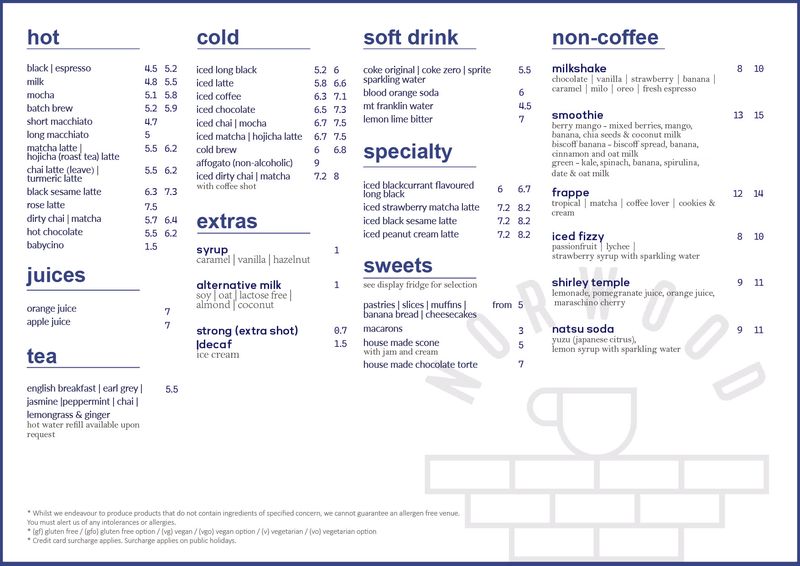 hot
black | espresso 4.5 5.2
milk 4.8 5.5
mocha 5.1 5.8
batch brew 5.2 5.9
short macchiato 4.7
long macchiato 5
matcha latte |
hojicha (roast tea) latte 5.5 6.2
chai latte (leave) |
turmeric latte 5.5 6.2
black sesame latte 6.3 7.3
rose latte 7.5
dirty chai | matcha 5.7 6.4
hot chocolate 5.5 6.2
babycino 1.5
juices
orange juice 7
apple juice 7
tea
english breakfast | earl grey | 5.5
jasmine |peppermint | chai |
lemongrass & ginger
hot water refill available upon
request
cold
iced long black 5.2 6
iced latte 5.8 6.6
iced coffee 6.3 7.1
iced chocolate 6.5 7.3
iced chai | mocha 6.7 7.5
iced matcha | hojicha latte 6.7 7.5
cold brew 6 6.8
affogato (non-alcoholic) 9
iced dirty chai | matcha 7.2 8
with coffee shot
extras
syrup 1
caramel | vanilla | hazelnut
alternative milk 1
soy | oat | lactose free |
almond | coconut
strong (extra shot) 0.7
|decaf 1.5
ice cream
soft drink
coke original | coke zero | sprite 5.5
sparkling water
blood orange soda 6
mt franklin water 4.5
lemon lime bitter 7
specialty
iced blackcurrant flavoured
long black 6 6.7
iced strawberry matcha latte 7.2 8.2
iced black sesame latte 7.2 8.2
iced peanut cream latte 7.2 8.2
sweets
see display fridge for selection
pastries | slices | muffins | from 5
banana bread | cheesecakes
macarons 3
house made scone 5
with jam and cream
house made chocolate torte 7
non-coffee
milkshake 8 10
chocolate | vanilla | strawberry | banana |
caramel | milo | oreo | fresh espresso
smoothie 13 15
berry mango - mixed berries, mango,
banana, chia seeds & coconut milk
biscoff banana - biscoff spread, banana,
cinnamon and oat milk
green - kale, spinach, banana, spirulina,
date & oat milk
frappe 12 14
tropical | matcha | coffee lover | cookies &
cream
iced fizzy 8 10
passionfruit | lychee |
strawberry syrup with sparkling water
shirley temple 9 11
lemonade, pomegranate juice, orange juice,
maraschino cherry
natsu soda 9 11
yuzu (japanese citrus),
lemon syrup with sparkling water
NORWOOD
* Whilst we endeavour to produce products that do not contain ingredients of specified concern, we cannot guarantee an allergen free venue.
You must alert us of any intolerances or allergies.
* (gf) gluten free / (gfo) gluten free option / (vg) vegan / (vgo) vegan option / (v) vegetarian / (vo) vegetarian option
* Credit card surcharge applies. Surcharge applies on public holidays.